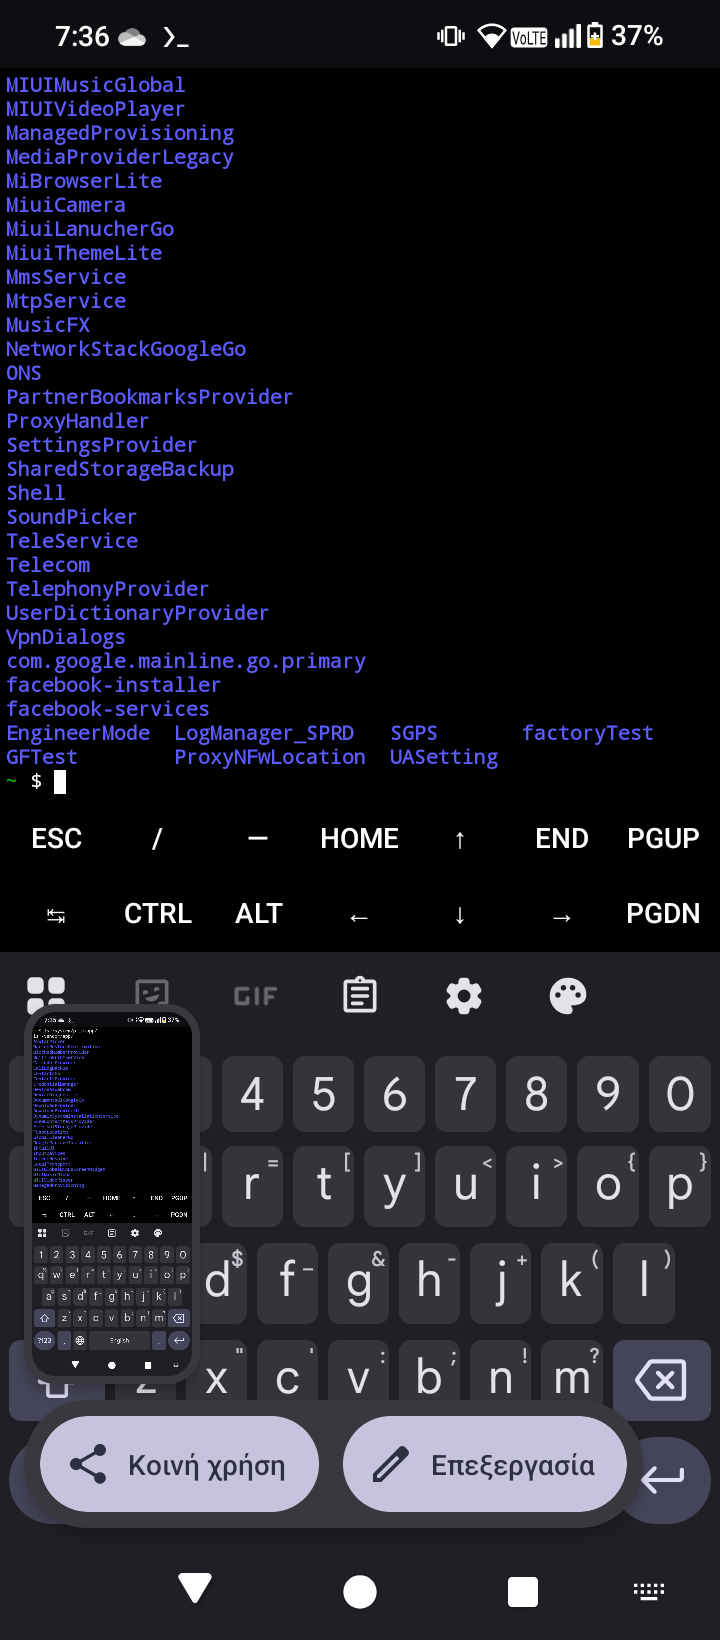 7:36 VoLTE 37%
MIUIMusicGlobal
MIUIVideoPlayer
ManagedProvisioning
MediaProviderLegacy
MiBrowserLite
MiuiCamera
MiuiLanucherGo
MiuiThemeLite
MmsService
MtpService
MusicFX
NetworkStackGoogleGo
ONS
PartnerBookmarksProvider
ProxyHandler
SettingsProvider
SharedStorageBackup
Shell
SoundPicker
TeleService
Telecom
TelephonyProvider
UserDictionaryProvider
VpnDialogs
com.google.mainline.go.primary
facebook-installer
facebook-services
EngineerMode LogManager_SPRD SGPS factoryTest
GFTest ProxyNFwLocation UASetting
~ $
ESC / — HOME ↑ END PGUP
↹ CTRL ALT ← ↓ → PGDN
GIF
4 5 6 7 8 9 0
| r = t [ y ] u < i > o { p }
d $ f _ g & h - j + k ( l )
z x " c ' v : b ; n ! m ?
Κοινή χρήση Επεξεργασία